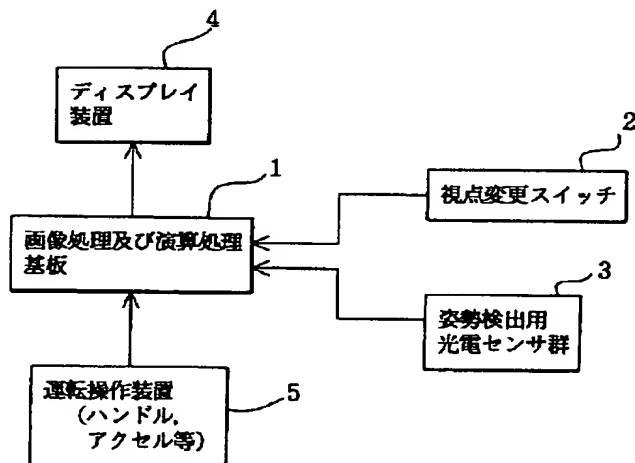 4
ディスプレイ
装置
1
2
視点変更スイッチ
画像処理及び演算処理
基板
3
姿勢検出用
光電センサ群
運転操作装置
(ハンドル,
アクセル等)
5